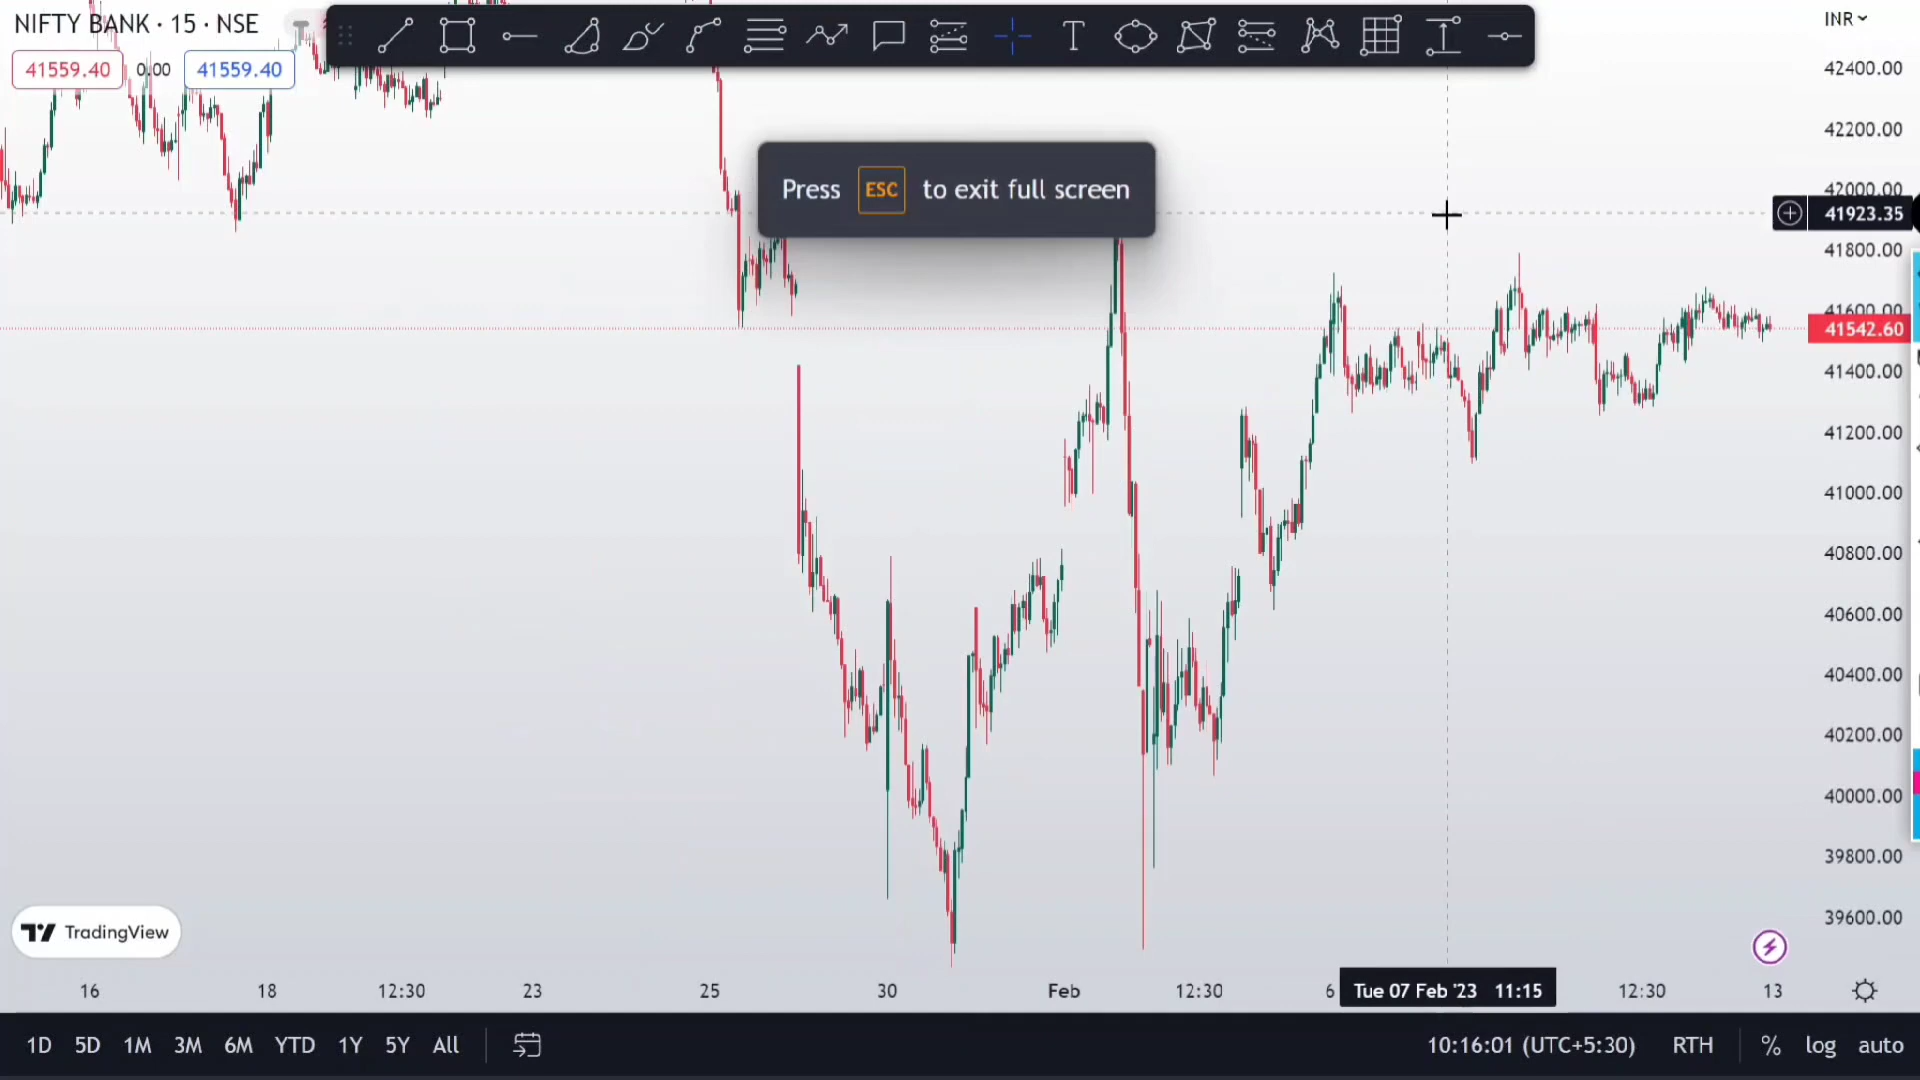 NIFTY BANK · 15 · NSE
INR
41559.40 0.00 41559.40
42400.00
42200.00
Press ESC to exit full screen
42000.00
41923.35
41800.00
41600.00
41542.60
41400.00
41200.00
41000.00
40800.00
40600.00
40400.00
40200.00
40000.00
39800.00
39600.00
TradingView
16 18 12:30 23 25 30 Feb 12:30 6 Tue 07 Feb '23 11:15 12:30 13
1D 5D 1M 3M 6M YTD 1Y 5Y All 10:16:01 (UTC+5:30) RTH % log auto